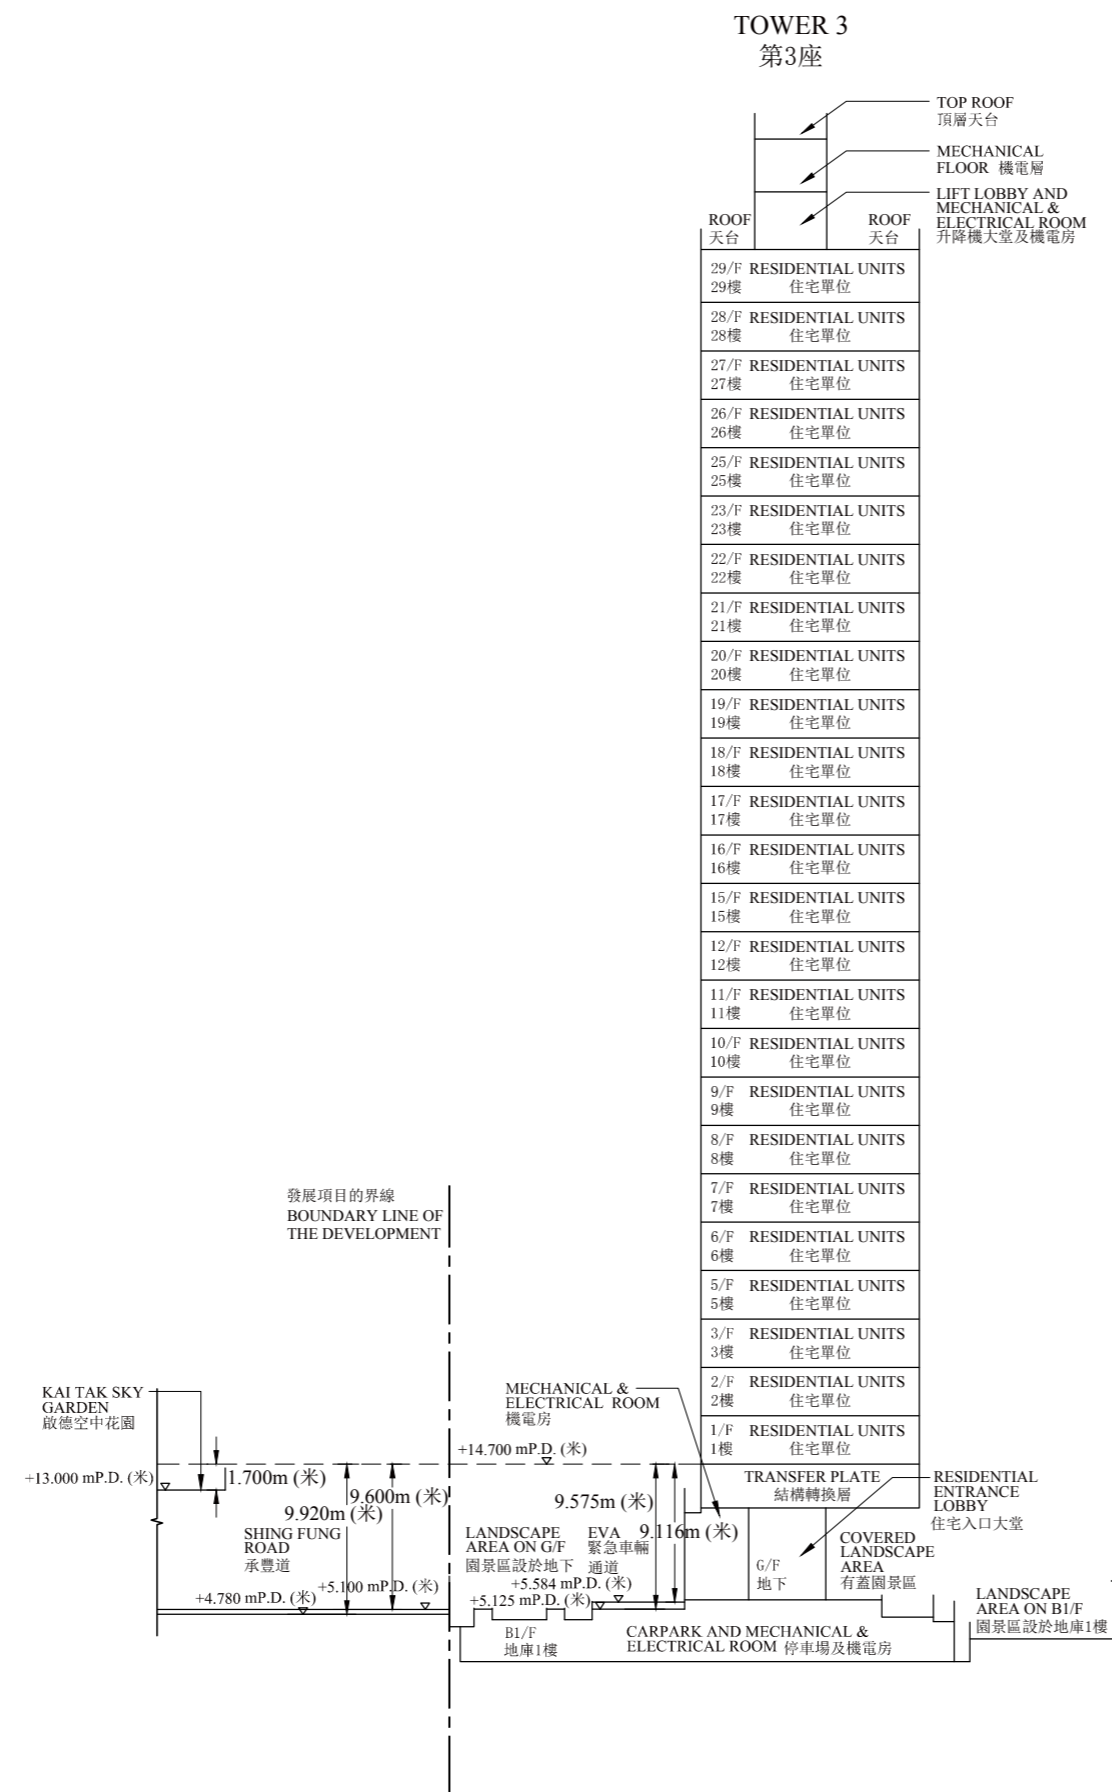 TOWER 3
第3座
TOP ROOF
頂層天台
MECHANICAL
FLOOR 機電層
LIFT LOBBY AND
MECHANICAL &
ELECTRICAL ROOM
升降機大堂及機電房
ROOF
天台
ROOF
天台
29/F RESIDENTIAL UNITS
29樓 住宅單位
28/F RESIDENTIAL UNITS
28樓 住宅單位
27/F RESIDENTIAL UNITS
27樓 住宅單位
26/F RESIDENTIAL UNITS
26樓 住宅單位
25/F RESIDENTIAL UNITS
25樓 住宅單位
23/F RESIDENTIAL UNITS
23樓 住宅單位
22/F RESIDENTIAL UNITS
22樓 住宅單位
21/F RESIDENTIAL UNITS
21樓 住宅單位
20/F RESIDENTIAL UNITS
20樓 住宅單位
19/F RESIDENTIAL UNITS
19樓 住宅單位
18/F RESIDENTIAL UNITS
18樓 住宅單位
17/F RESIDENTIAL UNITS
17樓 住宅單位
16/F RESIDENTIAL UNITS
16樓 住宅單位
15/F RESIDENTIAL UNITS
15樓 住宅單位
12/F RESIDENTIAL UNITS
12樓 住宅單位
11/F RESIDENTIAL UNITS
11樓 住宅單位
10/F RESIDENTIAL UNITS
10樓 住宅單位
9/F RESIDENTIAL UNITS
9樓 住宅單位
8/F RESIDENTIAL UNITS
8樓 住宅單位
7/F RESIDENTIAL UNITS
7樓 住宅單位
6/F RESIDENTIAL UNITS
6樓 住宅單位
5/F RESIDENTIAL UNITS
5樓 住宅單位
3/F RESIDENTIAL UNITS
3樓 住宅單位
2/F RESIDENTIAL UNITS
2樓 住宅單位
1/F RESIDENTIAL UNITS
1樓 住宅單位
TRANSFER PLATE
結構轉換層
發展項目的界線
BOUNDARY LINE OF
THE DEVELOPMENT
KAI TAK SKY
GARDEN
啟德空中花園
MECHANICAL &
ELECTRICAL ROOM
機電房
+14.700 mP.D. (米)
+13.000 mP.D. (米)
1.700m (米)
9.600m (米)
9.920m (米)
9.575m (米)
9.116m (米)
SHING FUNG
ROAD
承豐道
LANDSCAPE
AREA ON G/F
園景區設於地下
EVA
緊急車輛
通道
+5.584 mP.D. (米)
+5.100 mP.D. (米)
+4.780 mP.D. (米)
+5.125 mP.D. (米)
G/F
地下
RESIDENTIAL
ENTRANCE
LOBBY
住宅入口大堂
COVERED
LANDSCAPE
AREA
有蓋園景區
LANDSCAPE
AREA ON B1/F
園景區設於地庫1樓
B1/F
地庫1樓
CARPARK AND MECHANICAL &
ELECTRICAL ROOM 停車場及機電房